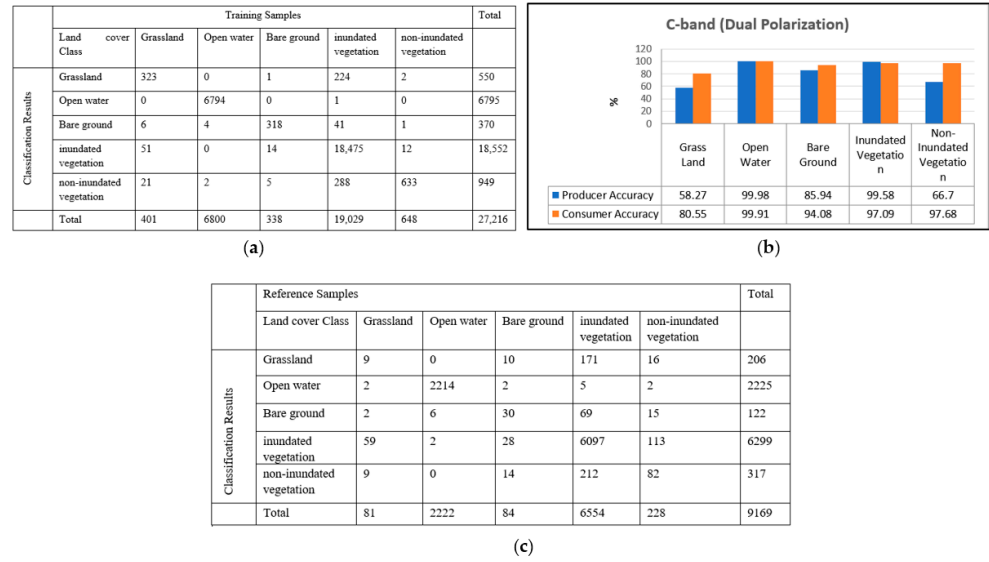 Training Samples Total
Land cover Class Grassland Open water Bare ground inundated vegetation non-inundated vegetation
Classification Results
Grassland 323 0 1 224 2 550
Open water 0 6794 0 1 0 6795
Bare ground 6 4 318 41 1 370
inundated vegetation 51 0 14 18,475 12 18,552
non-inundated vegetation 21 2 5 288 633 949
Total 401 6800 338 19,029 648 27,216
(a)
C-band (Dual Polarization)
%
120
100
80
60
40
20
0
Grass Land Open Water Bare Ground Inundated Vegetatio n Non-Inundated Vegetatio n
Producer Accuracy 58.27 99.98 85.94 99.58 66.7
Consumer Accuracy 80.55 99.91 94.08 97.09 97.68
(b)
Reference Samples Total
Land cover Class Grassland Open water Bare ground inundated vegetation non-inundated vegetation
Classification Results
Grassland 9 0 10 171 16 206
Open water 2 2214 2 5 2 2225
Bare ground 2 6 30 69 15 122
inundated vegetation 59 2 28 6097 113 6299
non-inundated vegetation 9 0 14 212 82 317
Total 81 2222 84 6554 228 9169
(c)